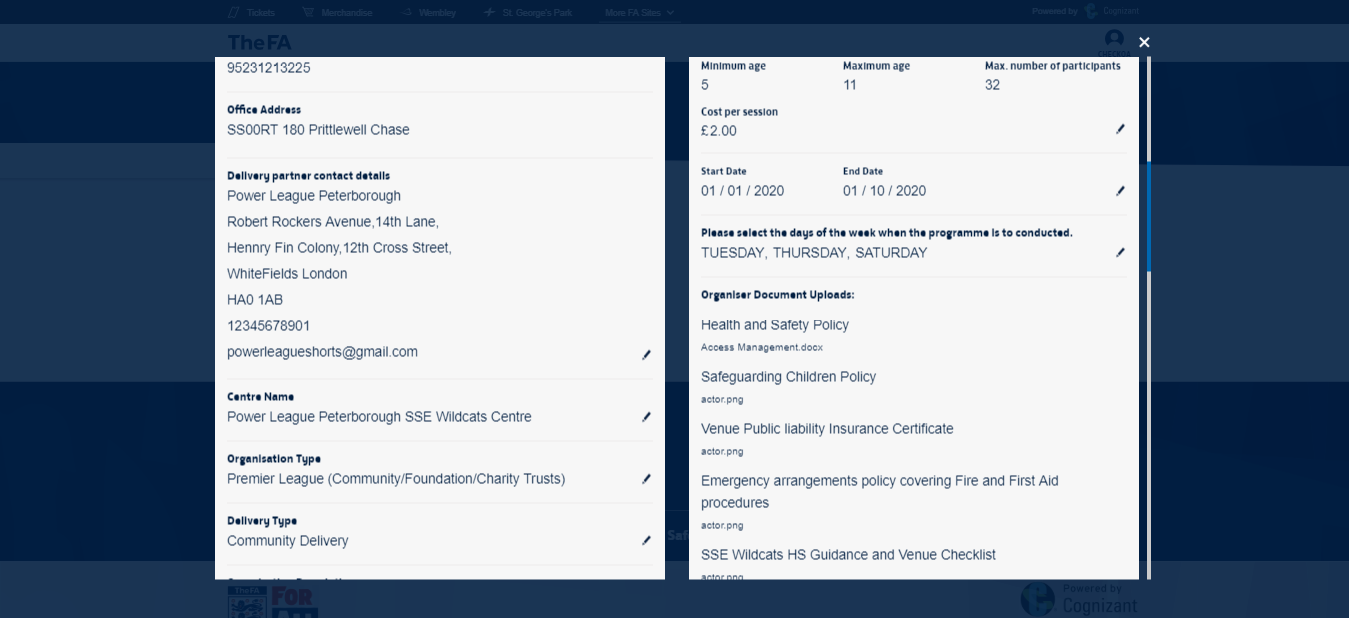 Tickets Merchandise Wembley St. George's Park More FA Sites Powered by Cognizant
TheFA
95231213225
Office Address
SS00RT 180 Prittlewell Chase
Delivery partner contact details
Power League Peterborough
Robert Rockers Avenue,14th Lane,
Hennry Fin Colony,12th Cross Street,
WhiteFields London
HA0 1AB
12345678901
powerleagueshorts@gmail.com
Centre Name
Power League Peterborough SSE Wildcats Centre
Organisation Type
Premier League (Community/Foundation/Charity Trusts)
Delivery Type
Community Delivery
Minimum age Maximum age Max. number of participants
5 11 32
Cost per session
£2.00
Start Date End Date
01 / 01 / 2020 01 / 10 / 2020
Please select the days of the week when the programme is to conducted.
TUESDAY, THURSDAY, SATURDAY
Organiser Document Uploads:
Health and Safety Policy
Access Management.docx
Safeguarding Children Policy
actor.png
Venue Public liability Insurance Certificate
actor.png
Emergency arrangements policy covering Fire and First Aid
procedures
actor.png
SSE Wildcats HS Guidance and Venue Checklist
actor.png
Saf
TheFA
FOR
Powered by
Cognizant